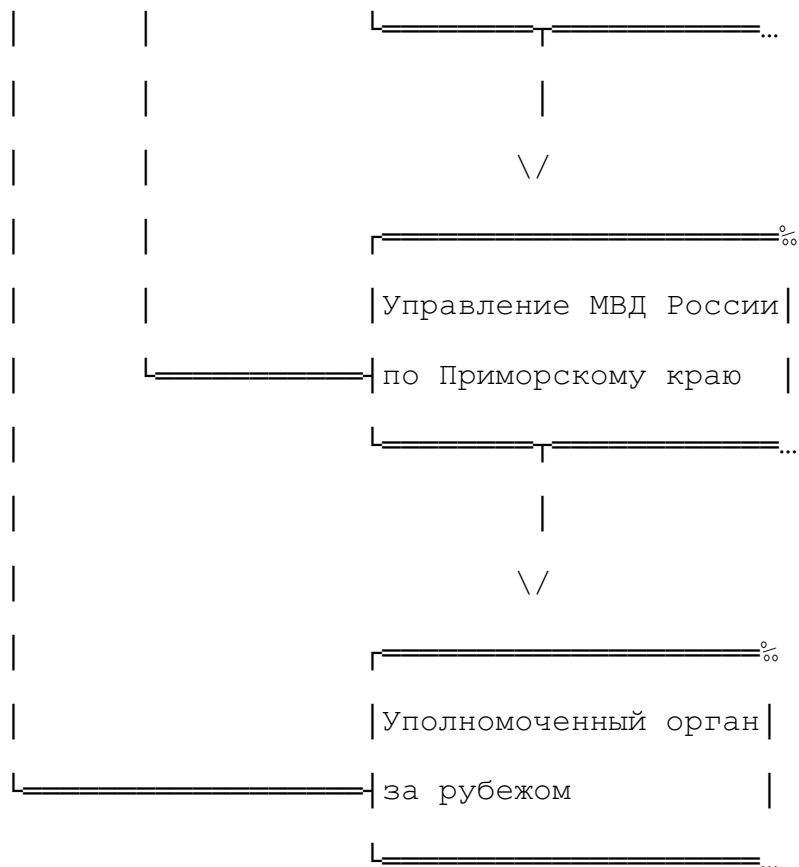 Управление МВД России
по Приморскому краю
Уполномоченный орган
за рубежом